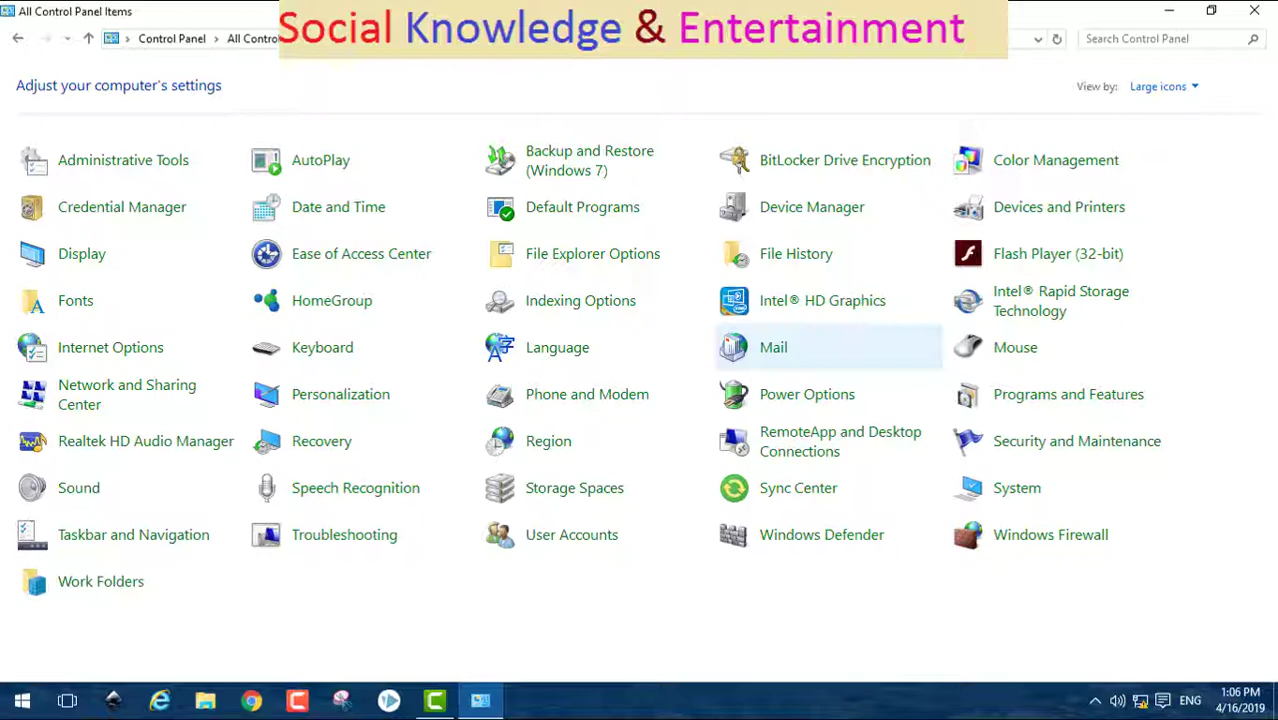 All Control Panel Items
Social Knowledge & Entertainment
Control Panel All Contro
Search Control Panel
Adjust your computer's settings
View by: Large icons
Administrative Tools
AutoPlay
Backup and Restore
(Windows 7)
BitLocker Drive Encryption
Color Management
Credential Manager
Date and Time
Default Programs
Device Manager
Devices and Printers
Display
Ease of Access Center
File Explorer Options
File History
Flash Player (32-bit)
Fonts
HomeGroup
Indexing Options
Intel® HD Graphics
Intel® Rapid Storage
Technology
Internet Options
Keyboard
Language
Mail
Mouse
Network and Sharing
Center
Personalization
Phone and Modem
Power Options
Programs and Features
Realtek HD Audio Manager
Recovery
Region
RemoteApp and Desktop
Connections
Security and Maintenance
Sound
Speech Recognition
Storage Spaces
Sync Center
System
Taskbar and Navigation
Troubleshooting
User Accounts
Windows Defender
Windows Firewall
Work Folders
ENG
1:06 PM
4/16/2019